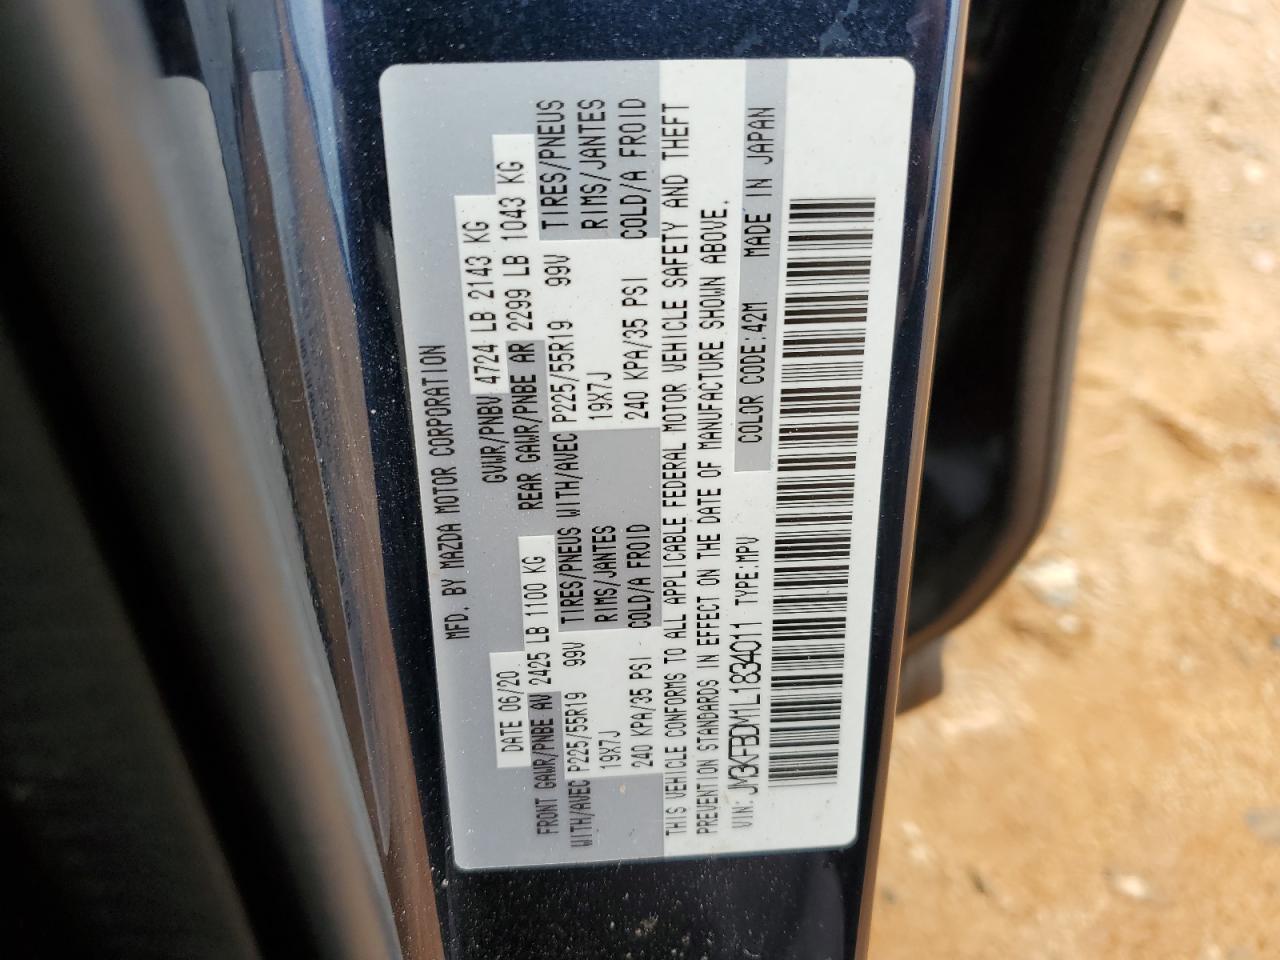 MFD. BY MAZDA MOTOR CORPORATION
DATE 06/20 GVWR/PNBV 4724 LB 2143 KG
FRONT GAWR/PNBE AV 2425 LB 1100 KG REAR GAWR/PNBE AR 2299 LB 1043 KG
WITH/AVEC P225/55R19 99V TIRES/PNEUS WITH/AVEC P225/55R19 99V TIRES/PNEUS
19X7J RIMS/JANTES 19X7J RIMS/JANTES
240 KPA/35 PSI COLD/A FROID 240 KPA/35 PSI COLD/A FROID
THIS VEHICLE CONFORMS TO ALL APPLICABLE FEDERAL MOTOR VEHICLE SAFETY AND THEFT
PREVENTION STANDARDS IN EFFECT ON THE DATE OF MANUFACTURE SHOWN ABOVE.
VIN: JM3KFBDM1L1834011 TYPE:MPV COLOR CODE:42M MADE IN JAPAN